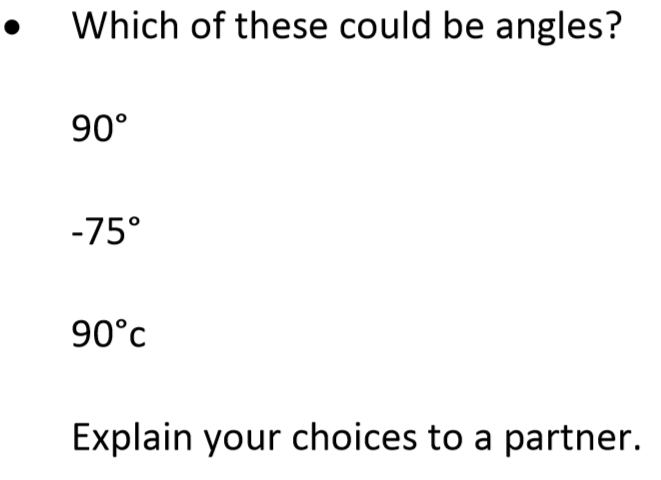 • Which of these could be angles?
90°
-75°
90°c
Explain your choices to a partner.